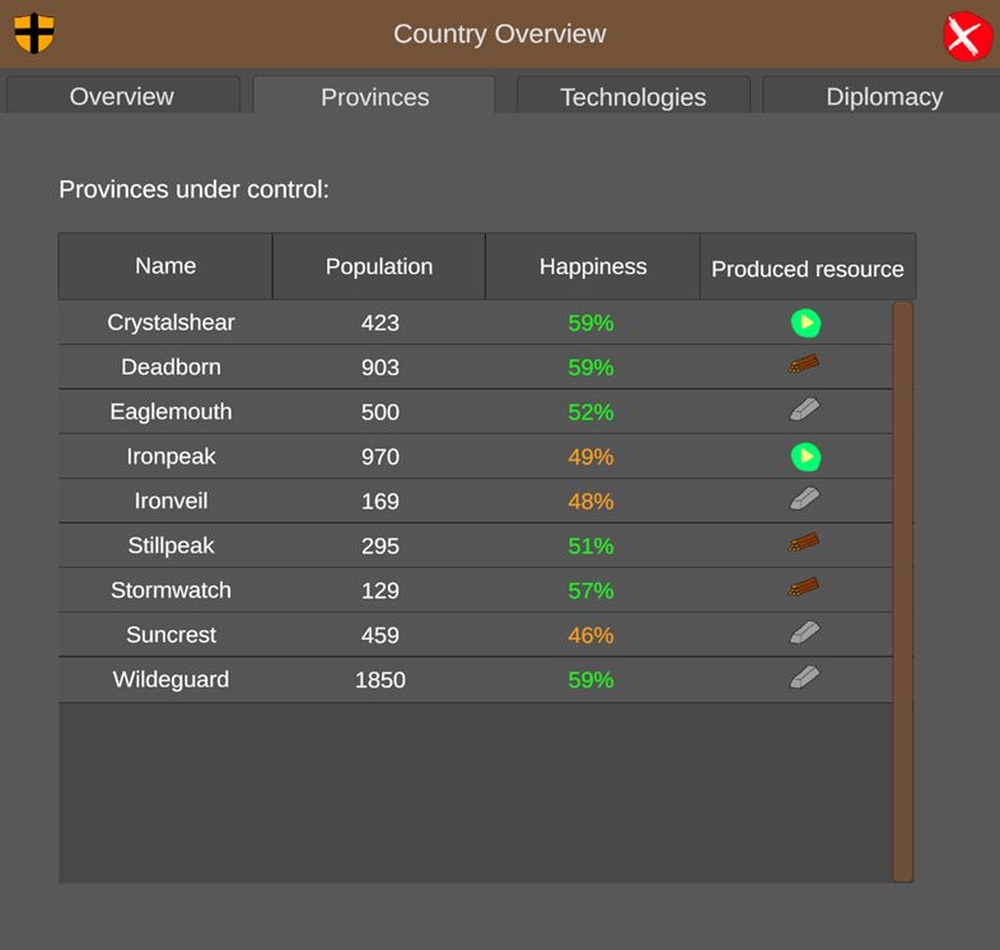 Country Overview
Overview Provinces Technologies Diplomacy
Provinces under control:
Name Population Happiness Produced resource
Crystalshear 423 59%
Deadborn 903 59%
Eaglemouth 500 52%
Ironpeak 970 49%
Ironveil 169 48%
Stillpeak 295 51%
Stormwatch 129 57%
Suncrest 459 46%
Wildeguard 1850 59%